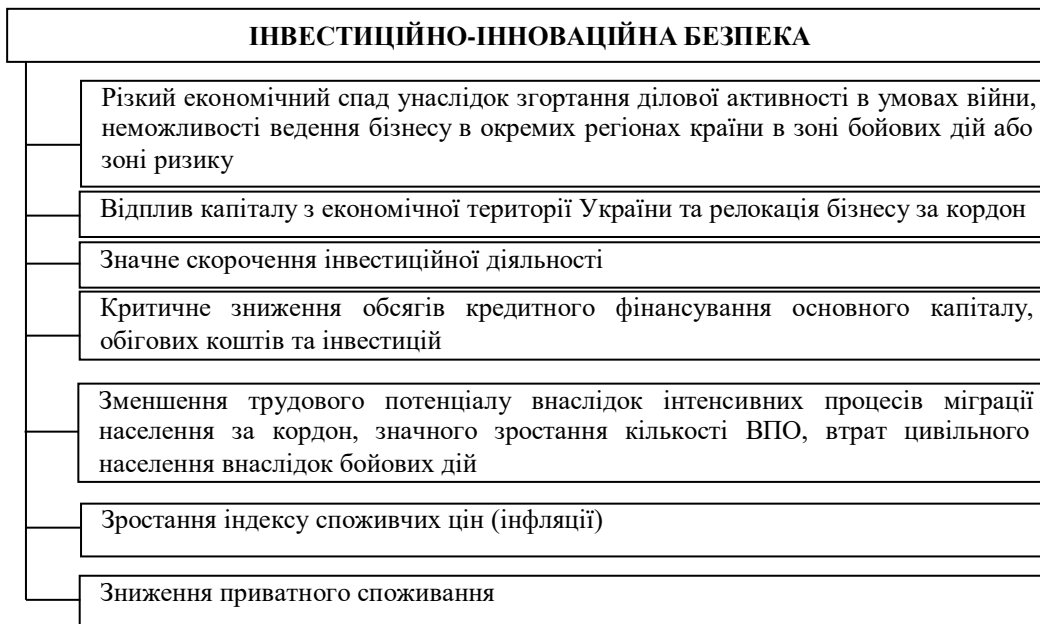 ІНВЕСТИЦІЙНО-ІННОВАЦІЙНА БЕЗПЕКА
Різкий економічний спад унаслідок згортання ділової активності в умовах війни,
неможливості ведення бізнесу в окремих регіонах країни в зоні бойових дій або
зоні ризику
Відплив капіталу з економічної території України та релокація бізнесу за кордон
Значне скорочення інвестиційної діяльності
Критичне зниження обсягів кредитного фінансування основного капіталу,
обігових коштів та інвестицій
Зменшення трудового потенціалу внаслідок інтенсивних процесів міграції
населення за кордон, значного зростання кількості ВПО, втрат цивільного
населення внаслідок бойових дій
Зростання індексу споживчих цін (інфляції)
Зниження приватного споживання